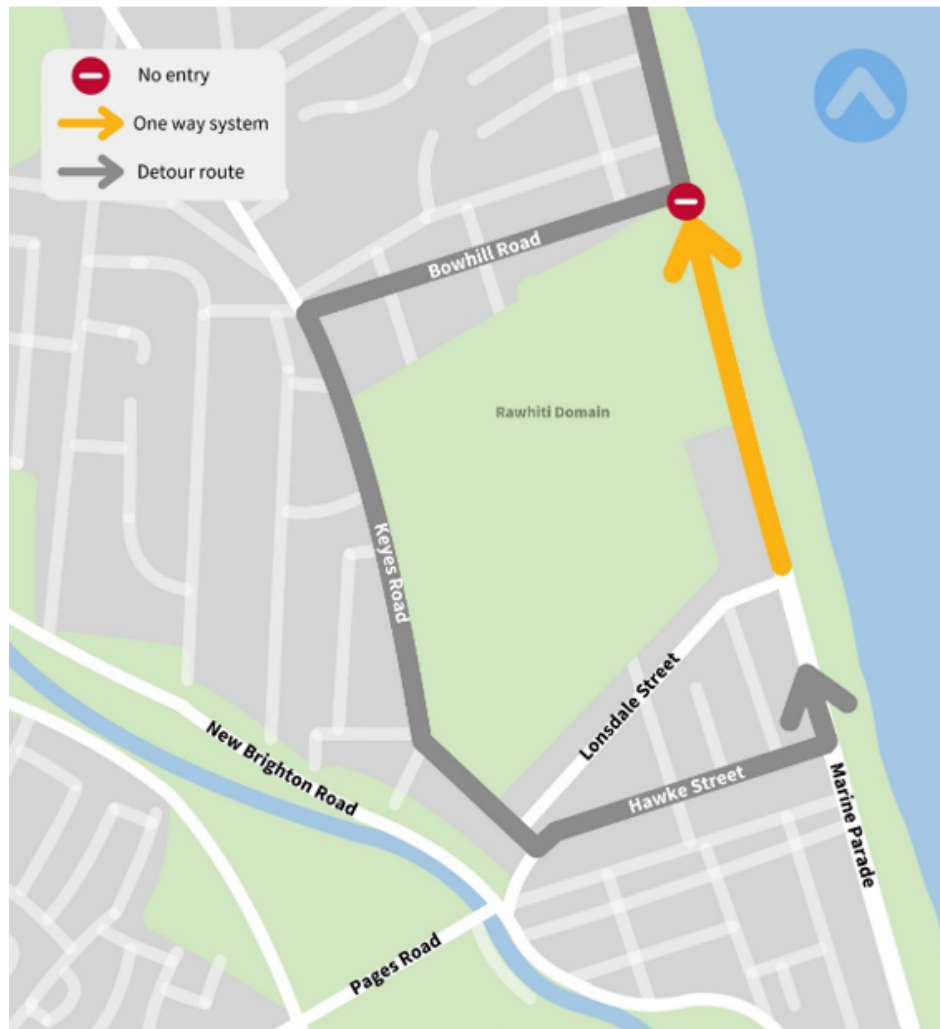 No entry
One way system
Detour route
Bowhill Road
Rawhiti Domain
Keyes Road
Lonsdale Street
New Brighton Road
Hawke Street
Marine Parade
Pages Road